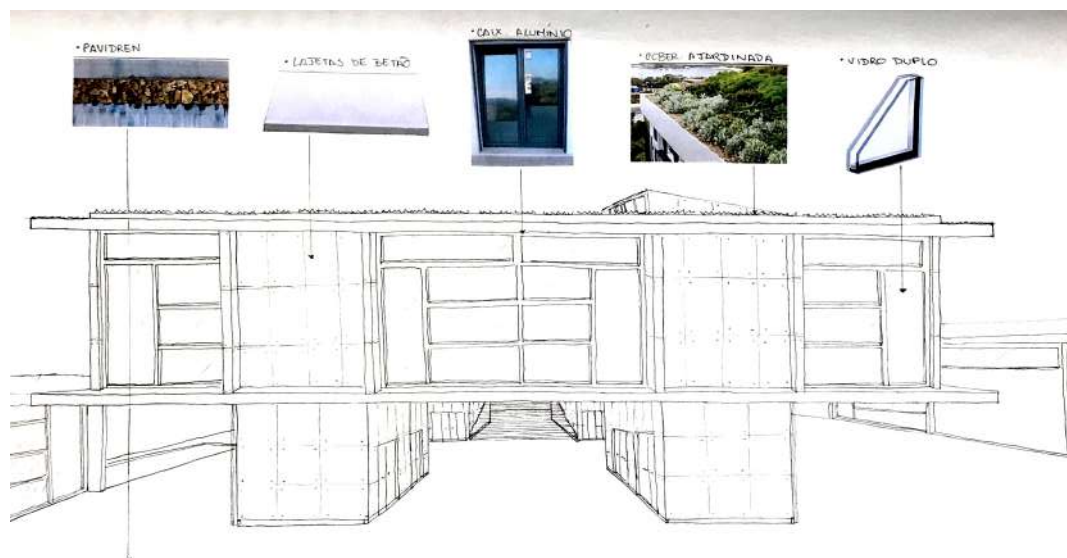 • PAVIDREN
• LAJETAS DE BETÃO
• CAIX. ALUMÍNIO
• COBER. AJARDINADA
• VIDRO DUPLO